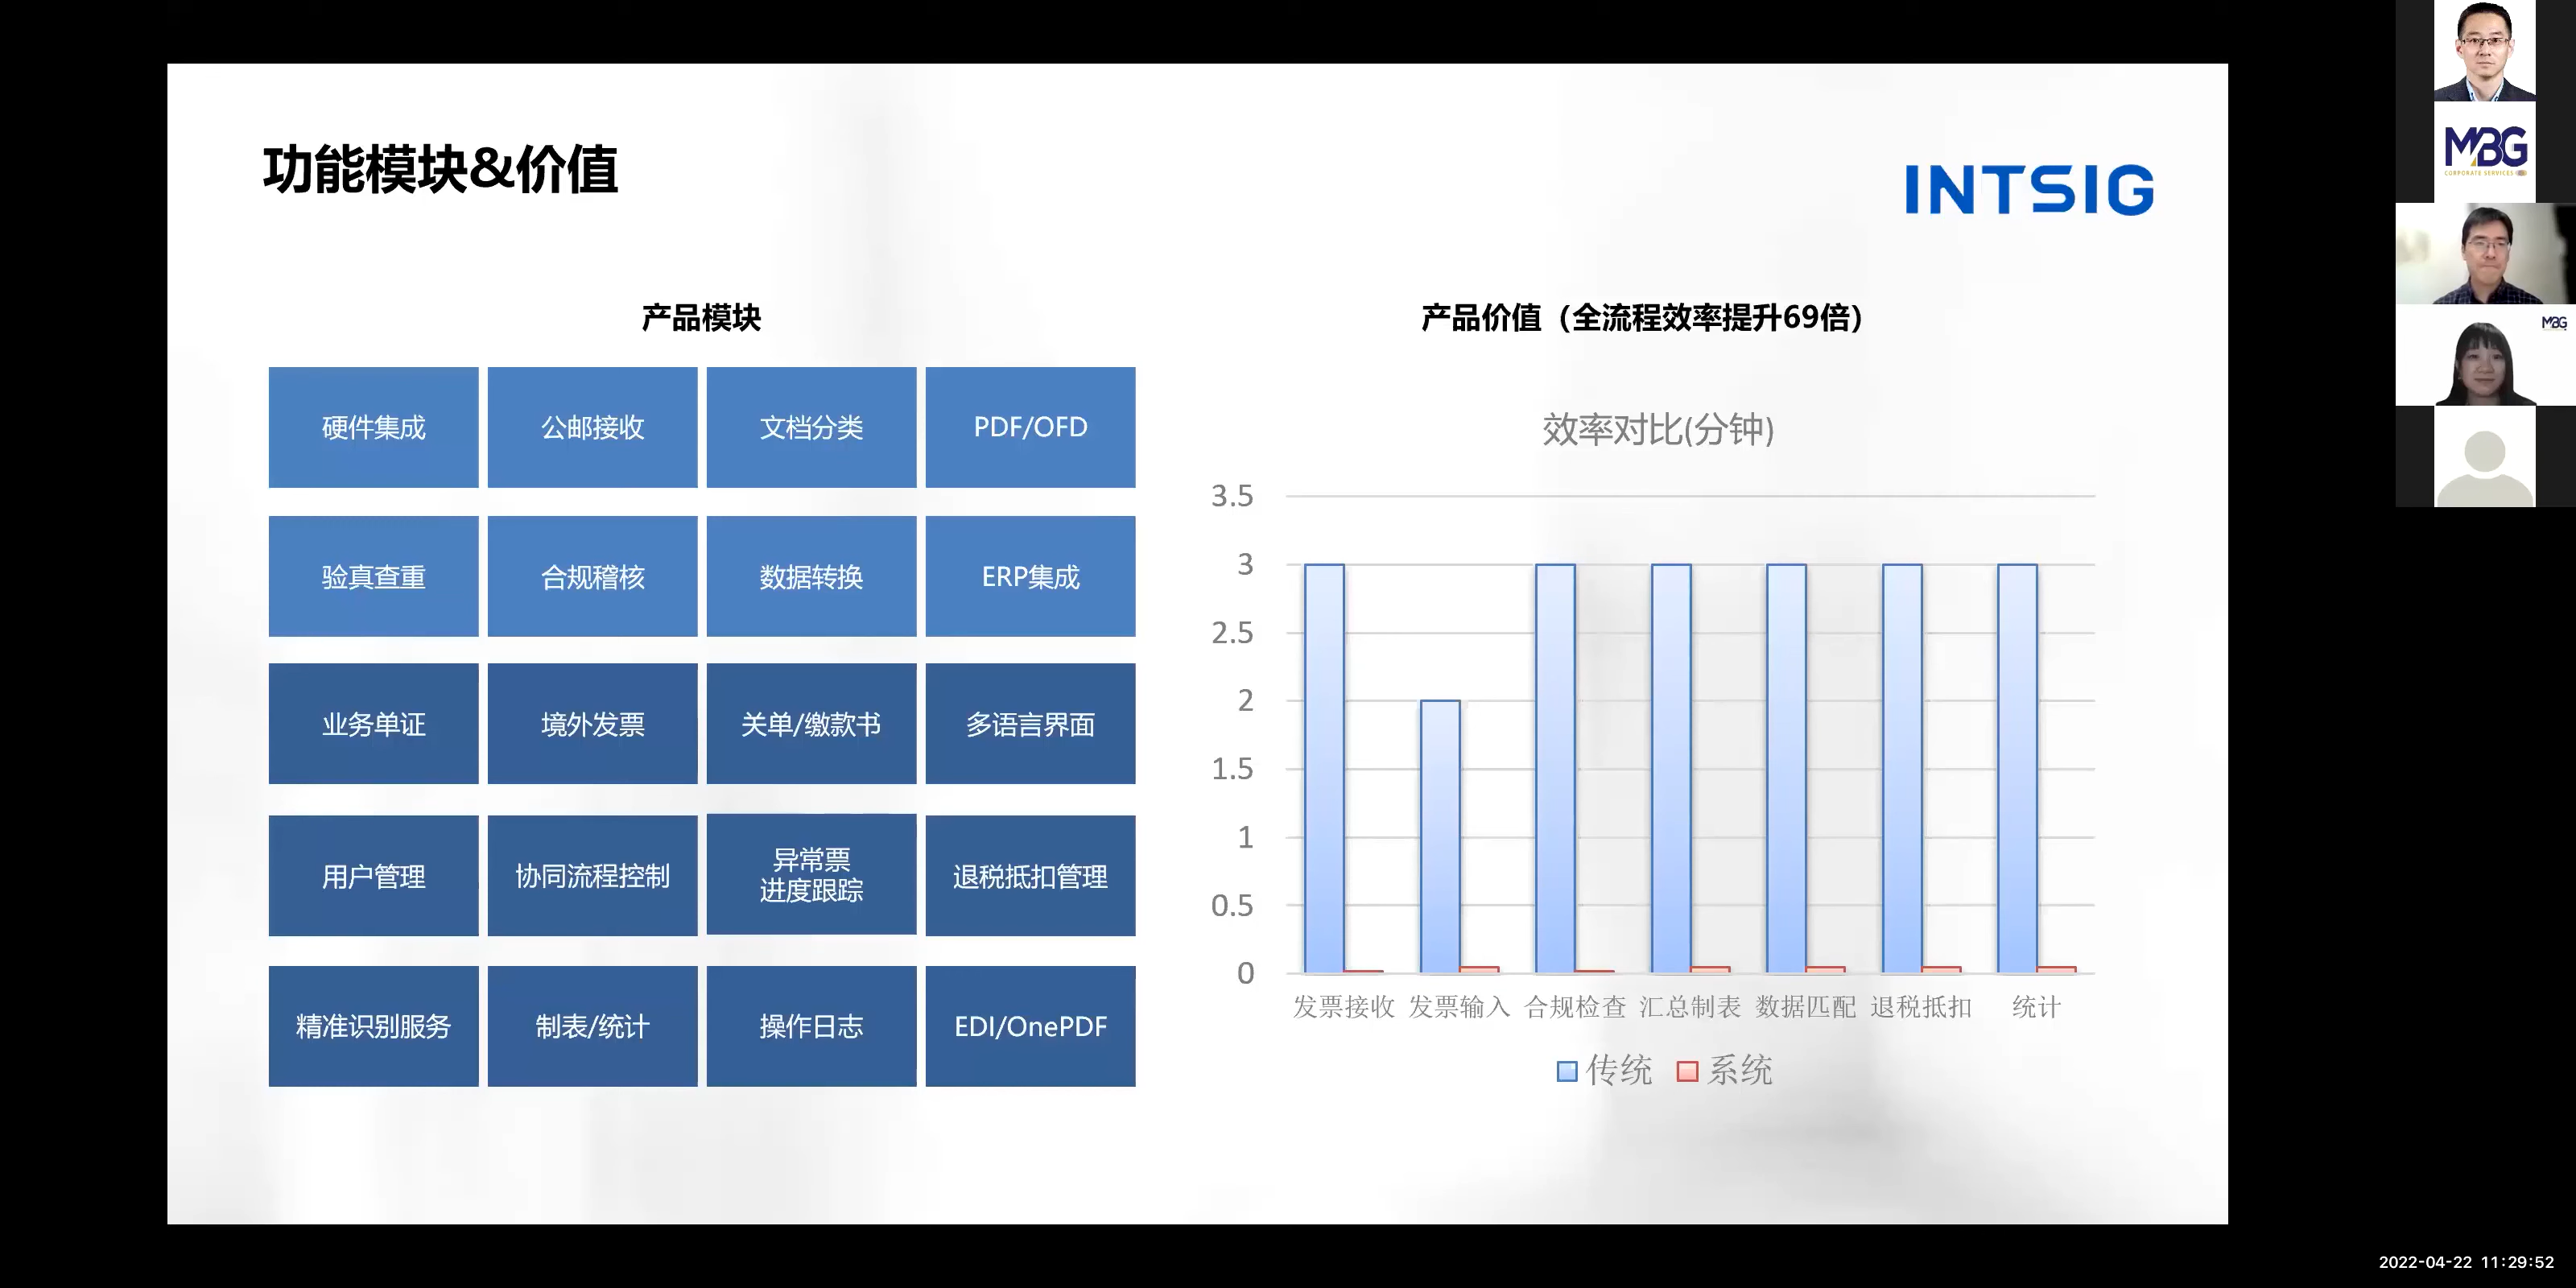 功能模块&价值
INTSIG
产品模块
硬件集成
公邮接收
文档分类
PDF/OFD
验真查重
合规稽核
数据转换
ERP集成
业务单证
境外发票
关单/缴款书
多语言界面
用户管理
协同流程控制
异常票
进度跟踪
退税抵扣管理
精准识别服务
制表/统计
操作日志
EDI/OnePDF
产品价值（全流程效率提升69倍）
效率对比(分钟)
3.5
3
2.5
2
1.5
1
0.5
0
发票接收
发票输入
合规检查
汇总制表
数据匹配
退税抵扣
统计
传统
系统
MBG
CORPORATE SERVICES
MBG
2022-04-22 11:29:52